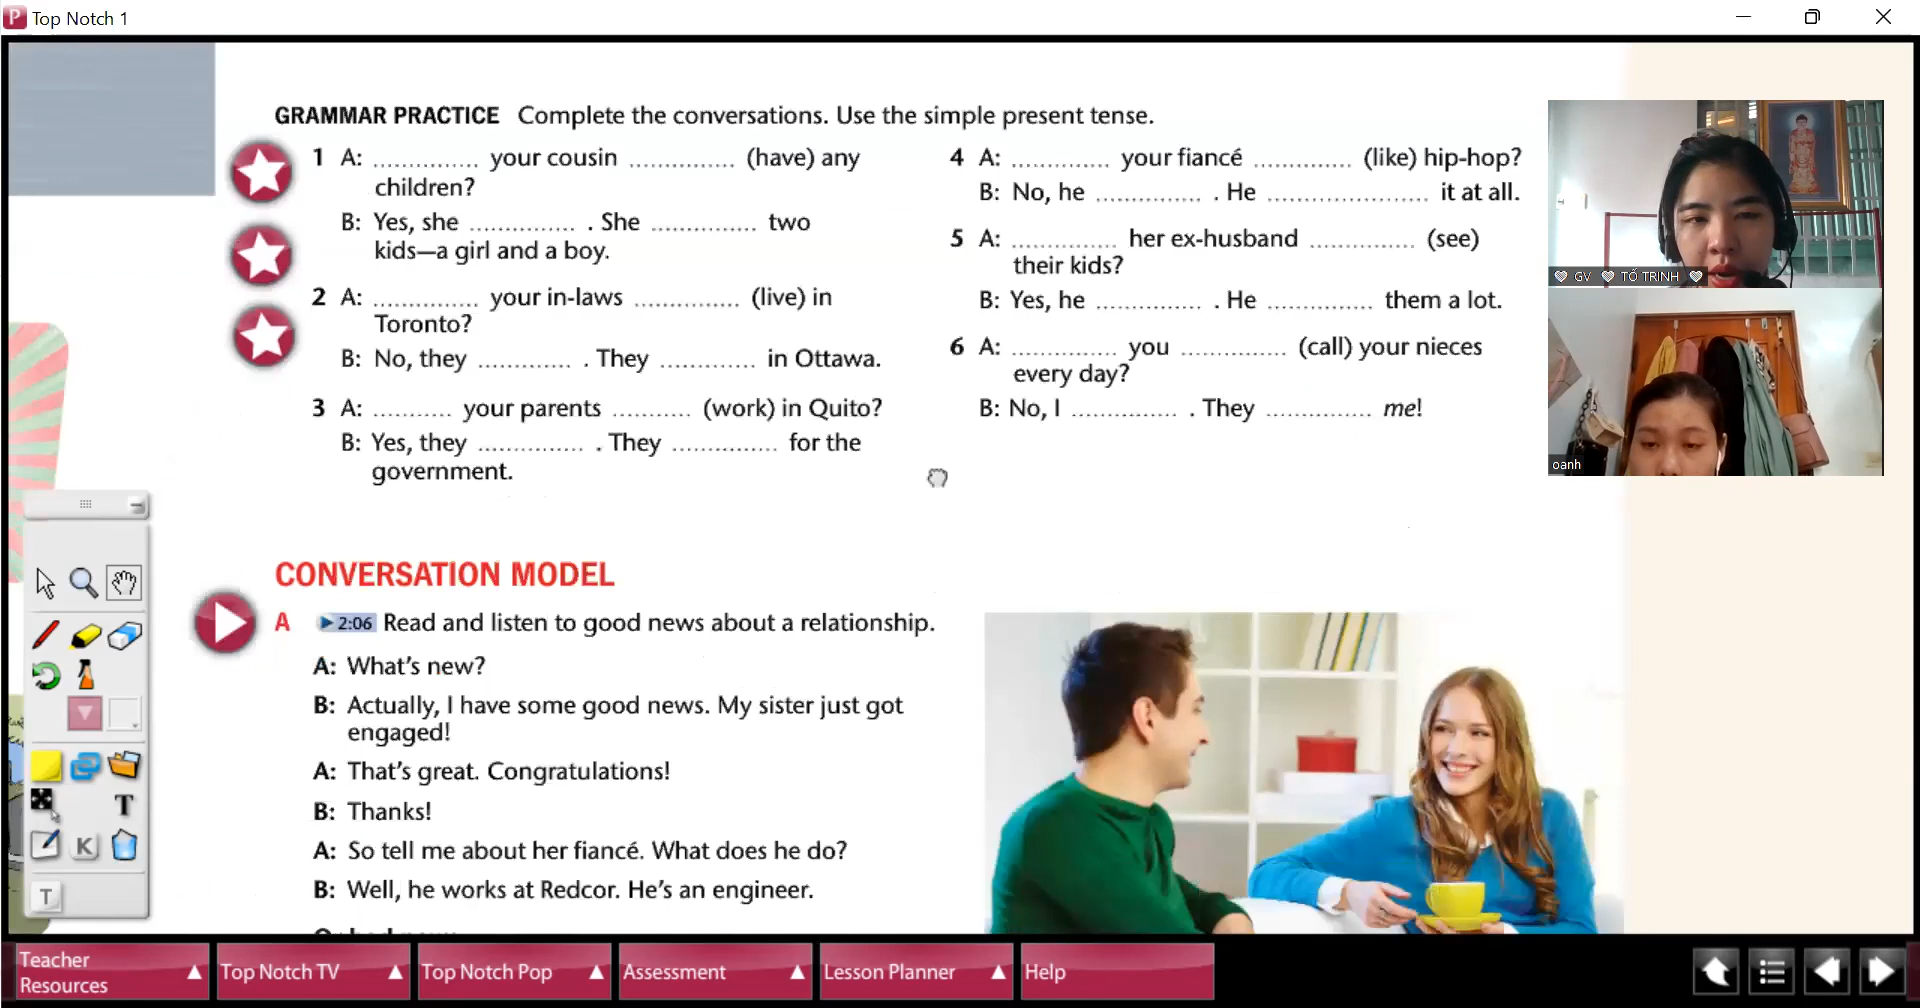 Top Notch 1
GRAMMAR PRACTICE Complete the conversations. Use the simple present tense.
1 A: .............. your cousin .............. (have) any
children?
B: Yes, she .............. . She .............. two
kids—a girl and a boy.
2 A: .............. your in-laws .............. (live) in
Toronto?
B: No, they .............. . They .............. in Ottawa.
3 A: ........... your parents ........... (work) in Quito?
B: Yes, they .............. . They .............. for the
government.
4 A: ............. your fiancé ............. (like) hip-hop?
B: No, he .............. . He ...................... it at all.
5 A: .............. her ex-husband .............. (see)
their kids?
B: Yes, he .............. . He .............. them a lot.
6 A: .............. you .............. (call) your nieces
every day?
B: No, I .............. . They .............. me!
GV TỐ TRINH
oanh
CONVERSATION MODEL
A 2:06 Read and listen to good news about a relationship.
A: What's new?
B: Actually, I have some good news. My sister just got
engaged!
A: That's great. Congratulations!
B: Thanks!
A: So tell me about her fiancé. What does he do?
B: Well, he works at Redcor. He's an engineer.
T
K
T
Teacher
Resources
Top Notch TV
Top Notch Pop
Assessment
Lesson Planner
Help